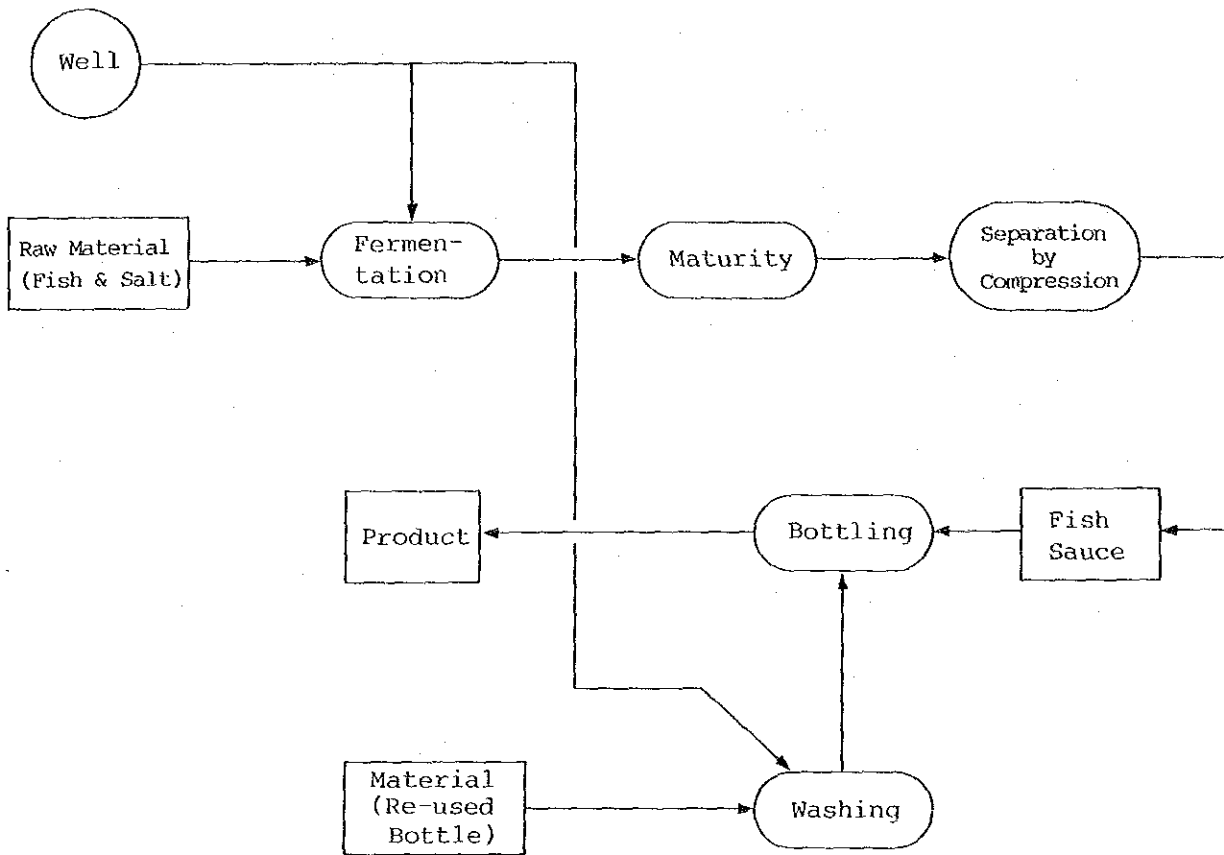 Well
Raw Material
(Fish & Salt)
Fermen-
tation
Maturity
Separation
by
Compression
Product
Bottling
Fish
Sauce
Material
(Re-used
Bottle)
Washing